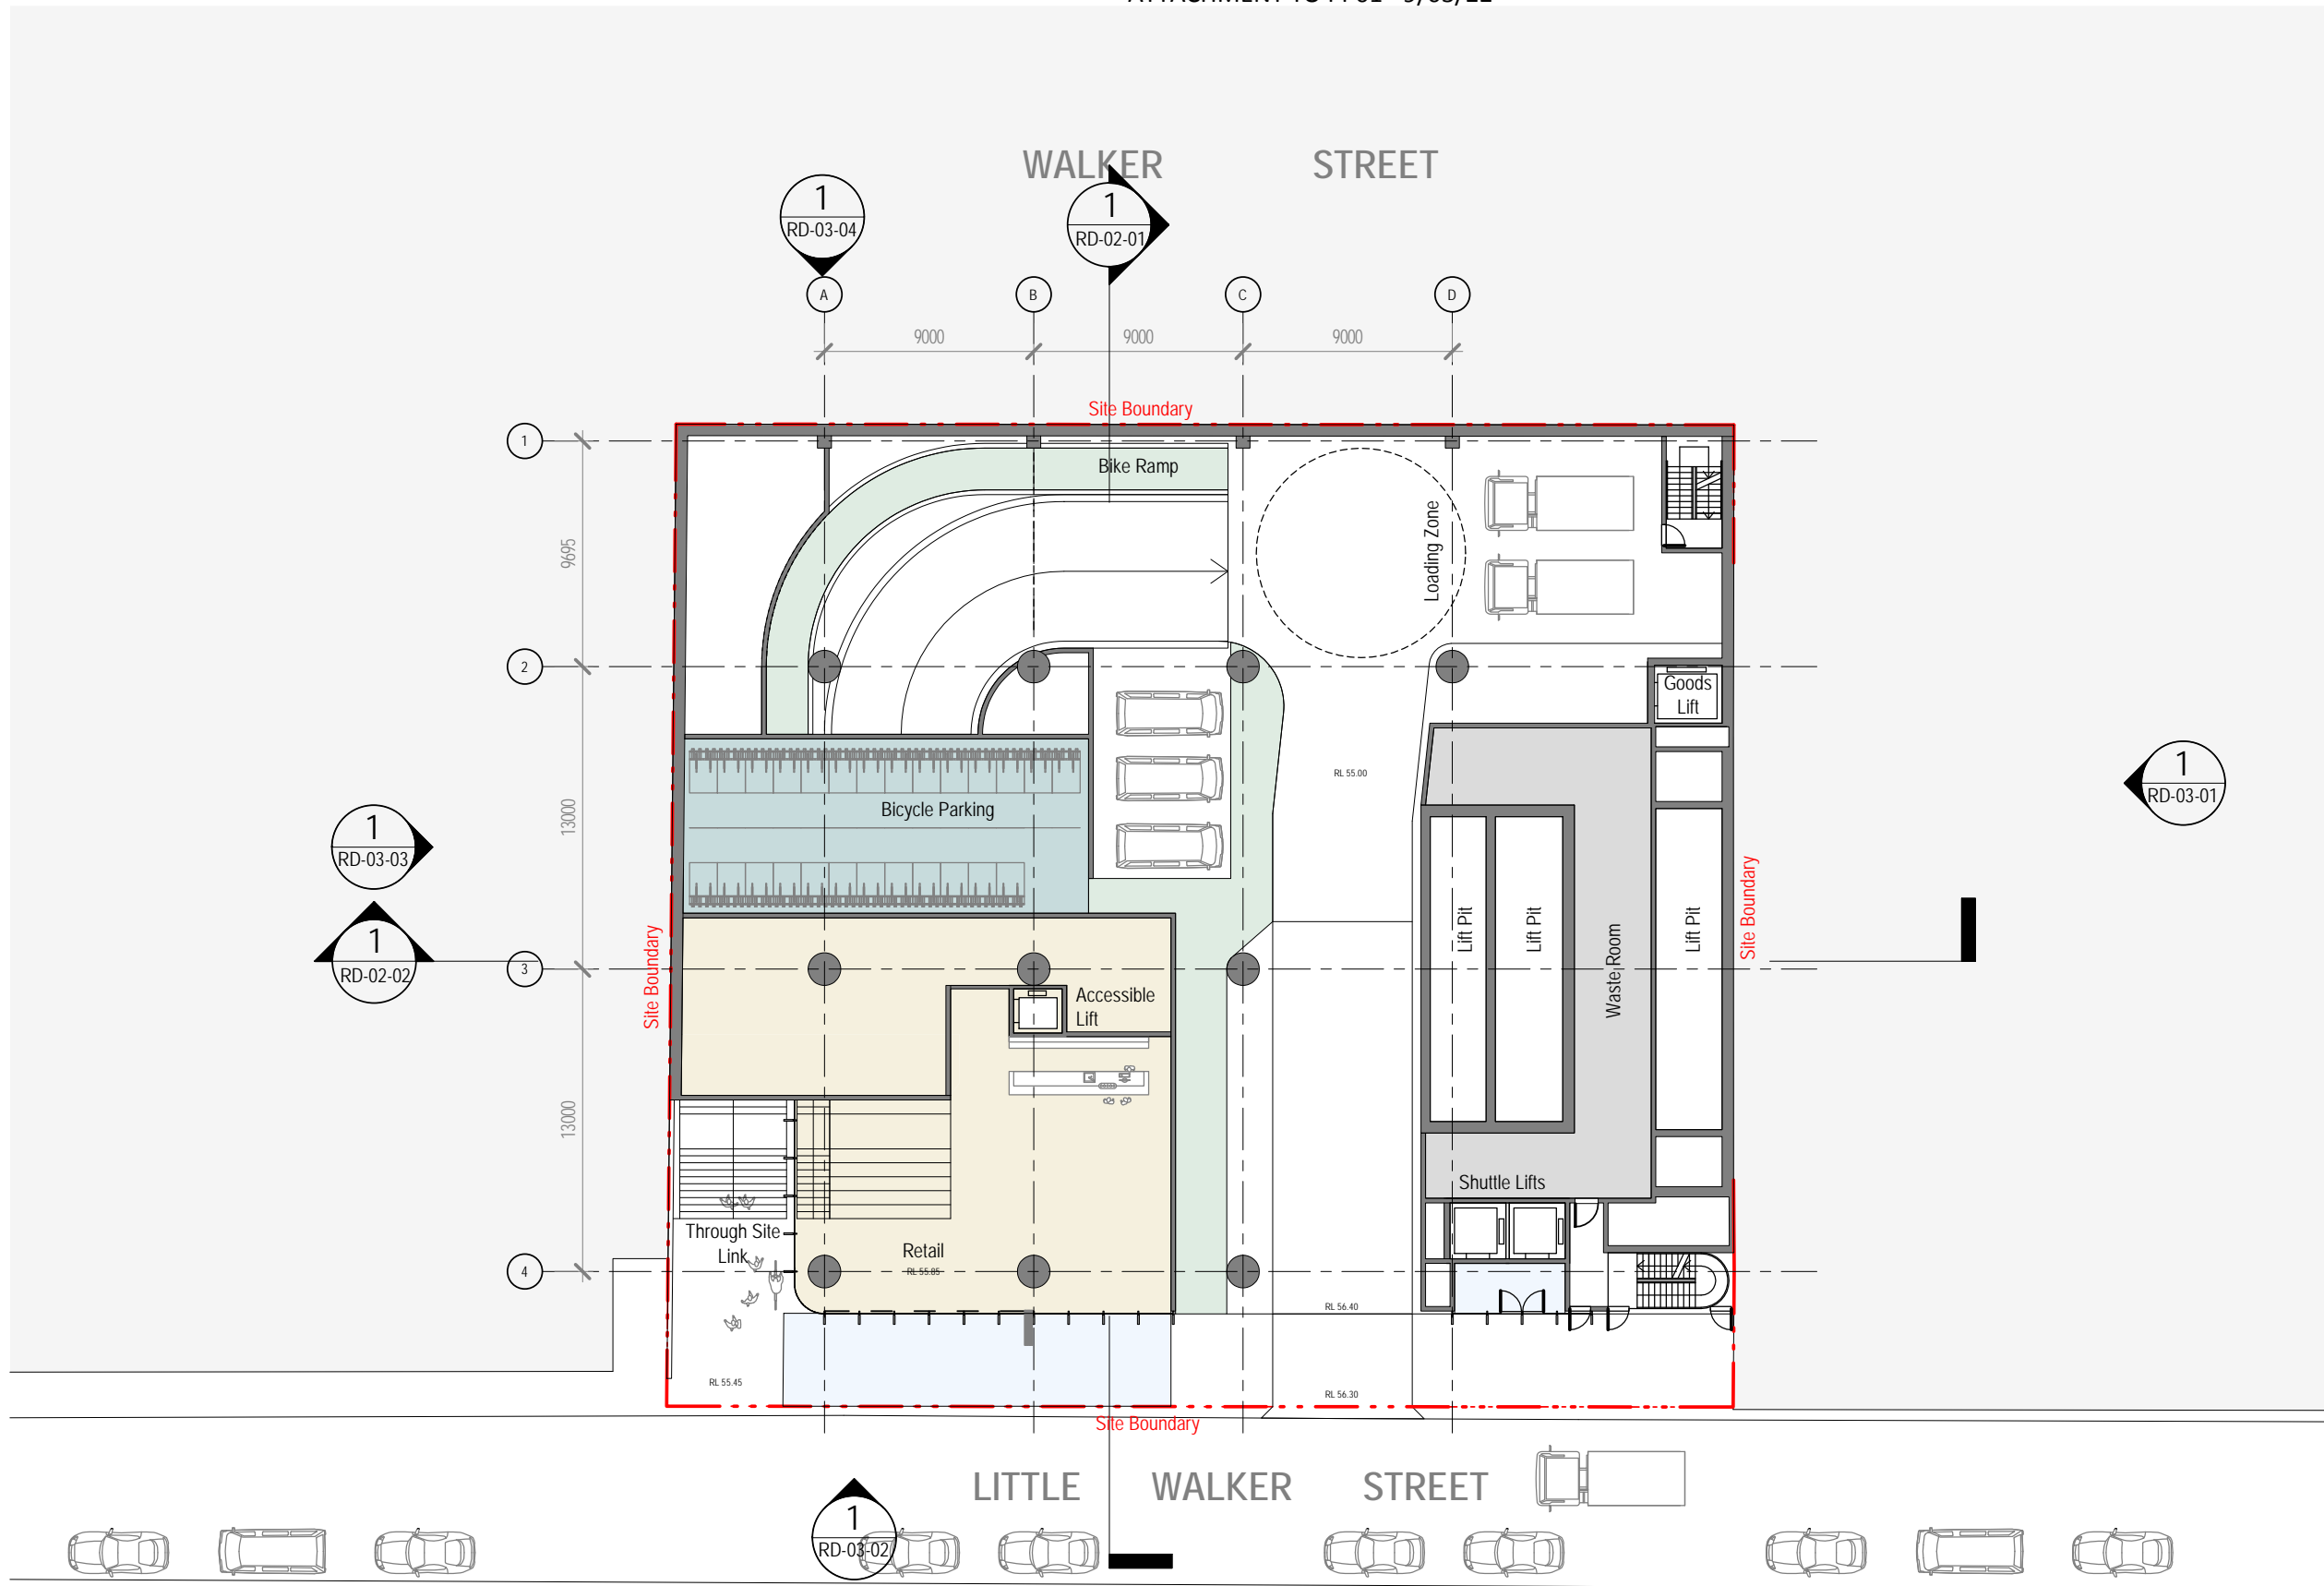 WALKER STREET
1
RD-03-04
1
RD-02-01
A
B
C
D
9000
9000
9000
Site Boundary
1
Bike Ramp
Loading Zone
9695
2
Goods
Lift
RL 55.00
1
RD-03-01
Bicycle Parking
13000
1
RD-03-03
1
RD-02-02
3
Site Boundary
Accessible
Lift
Lift Pit
Lift Pit
Waste Room
Lift Pit
Site Boundary
13000
Shuttle Lifts
Through Site
Link
Retail
RL 55.85
4
RL 56.40
RL 55.45
RL 56.30
Site Boundary
LITTLE WALKER STREET
1
RD-03-02